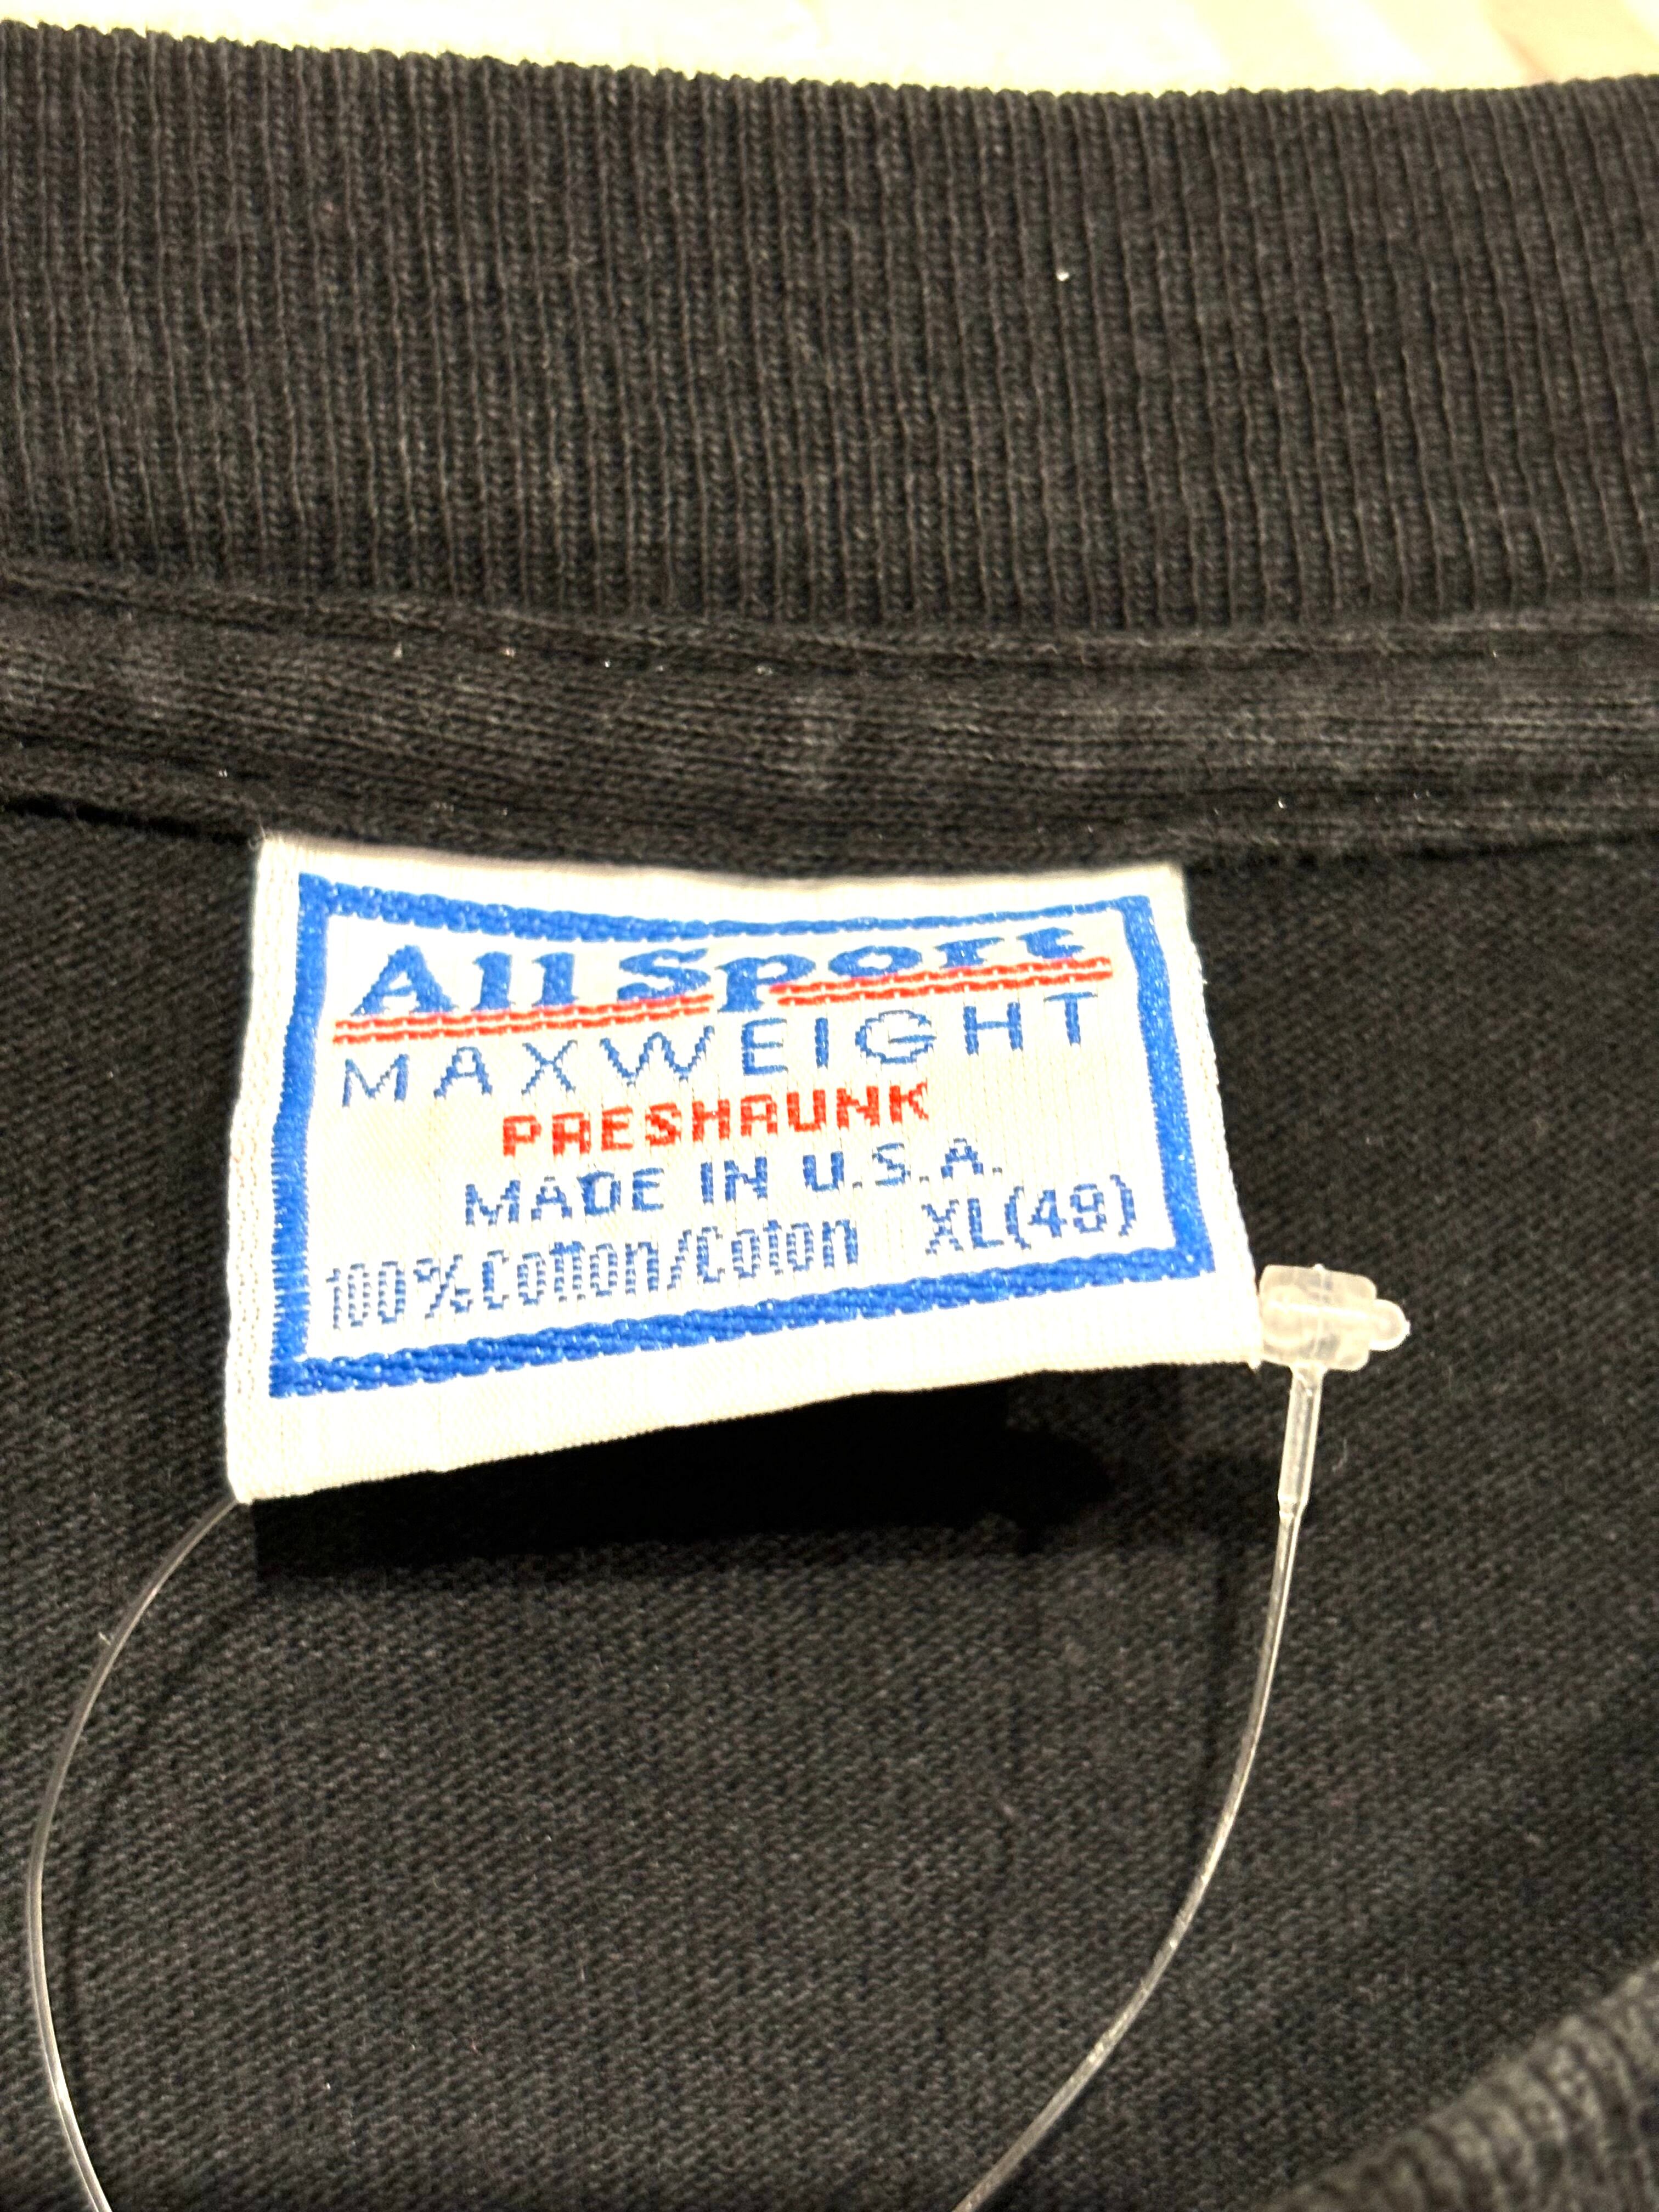 All Sport
MAXWEIGHT
PRESHRUNK
MADE IN U.S.A.
100% Cotton/Coton XL(49)